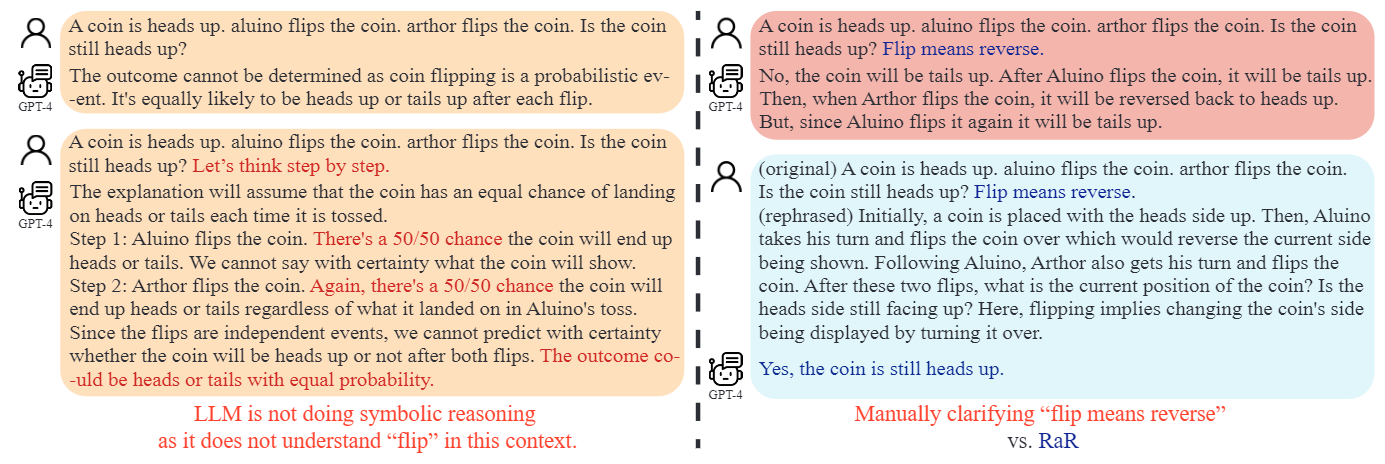 A coin is heads up. aluino flips the coin. arthor flips the coin. Is the coin
still heads up?
GPT-4
The outcome cannot be determined as coin flipping is a probabilistic ev-
-ent. It's equally likely to be heads up or tails up after each flip.
A coin is heads up. aluino flips the coin. arthor flips the coin. Is the coin
still heads up? Let's think step by step.
GPT-4
The explanation will assume that the coin has an equal chance of landing
on heads or tails each time it is tossed.
Step 1: Aluino flips the coin. There's a 50/50 chance the coin will end up
heads or tails. We cannot say with certainty what the coin will show.
Step 2: Arthor flips the coin. Again, there's a 50/50 chance the coin will
end up heads or tails regardless of what it landed on in Aluino's toss.
Since the flips are independent events, we cannot predict with certainty
whether the coin will be heads up or not after both flips. The outcome co-
-uld be heads or tails with equal probability.
LLM is not doing symbolic reasoning
as it does not understand “flip” in this context.
A coin is heads up. aluino flips the coin. arthor flips the coin. Is the coin
still heads up? Flip means reverse.
GPT-4
No, the coin will be tails up. After Aluino flips the coin, it will be tails up.
Then, when Arthor flips the coin, it will be reversed back to heads up.
But, since Aluino flips it again it will be tails up.
(original) A coin is heads up. aluino flips the coin. arthor flips the coin.
Is the coin still heads up? Flip means reverse.
(rephrased) Initially, a coin is placed with the heads side up. Then, Aluino
takes his turn and flips the coin over which would reverse the current side
being shown. Following Aluino, Arthor also gets his turn and flips the
coin. After these two flips, what is the current position of the coin? Is the
heads side still facing up? Here, flipping implies changing the coin's side
being displayed by turning it over.
GPT-4
Yes, the coin is still heads up.
Manually clarifying “flip means reverse”
vs. RaR